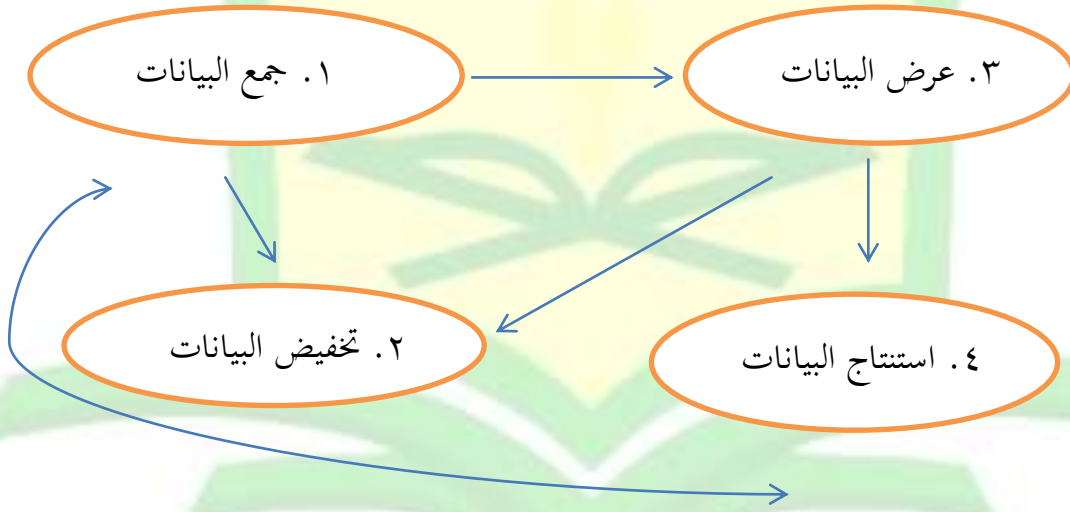 ١. جمع البيانات
٣. عرض البيانات
٢. تخفيض البيانات
٤. استنتاج البيانات